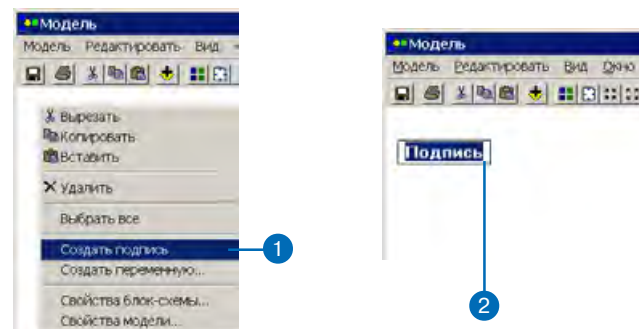 Модель
Модель Редактировать Вид
Вырезать
Копировать
Вставить
Удалить
Выбрать все
Создать подпись
Создать переменную...
Свойства блок-схемы...
Свойства модели...
1
Модель
Модель Редактировать Вид Окно
Подпись
2